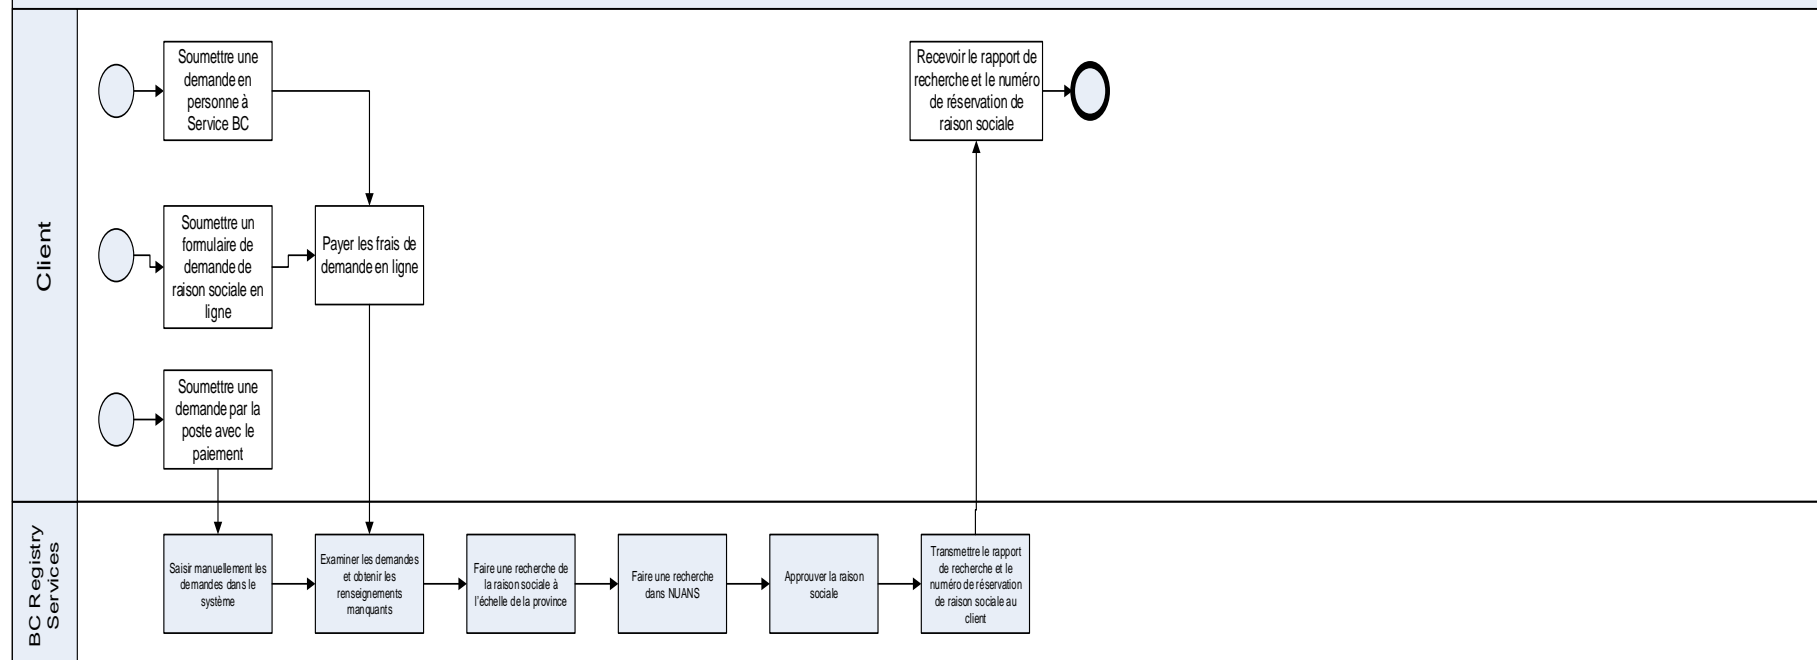 Client
Soumettre une
demande en
personne à
Service BC
Recevoir le rapport de
recherche et le numéro
de réservation de
raison sociale
Soumettre un
formulaire de
demande de
raison sociale en
ligne
Payer les frais de
demande en ligne
Soumettre une
demande par la
poste avec le
paiement
BC Registry
Services
Saisir manuellement les
demandes dans le
système
Examiner les demandes
et obtenir les
renseignements
manquants
Faire une recherche de
la raison sociale à
l'échelle de la province
Faire une recherche
dans NUANS
Approuver la raison
sociale
Transmettre le rapport
de recherche et le
numéro de réservation
de raison sociale au
client